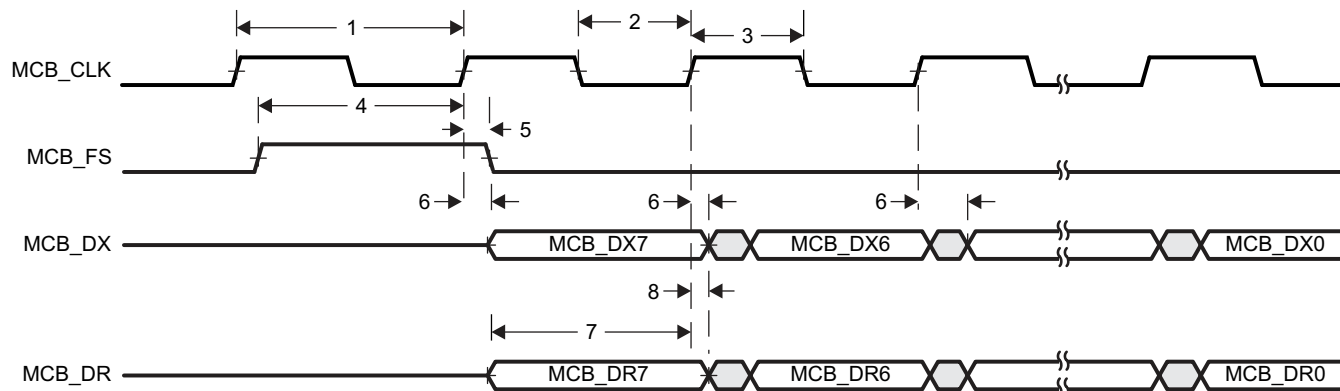 1
2
3
MCB_CLK
4
5
MCB_FS
6
6
6
MCB_DX
MCB_DX7
MCB_DX6
MCB_DX0
8
7
MCB_DR
MCB_DR7
MCB_DR6
MCB_DR0